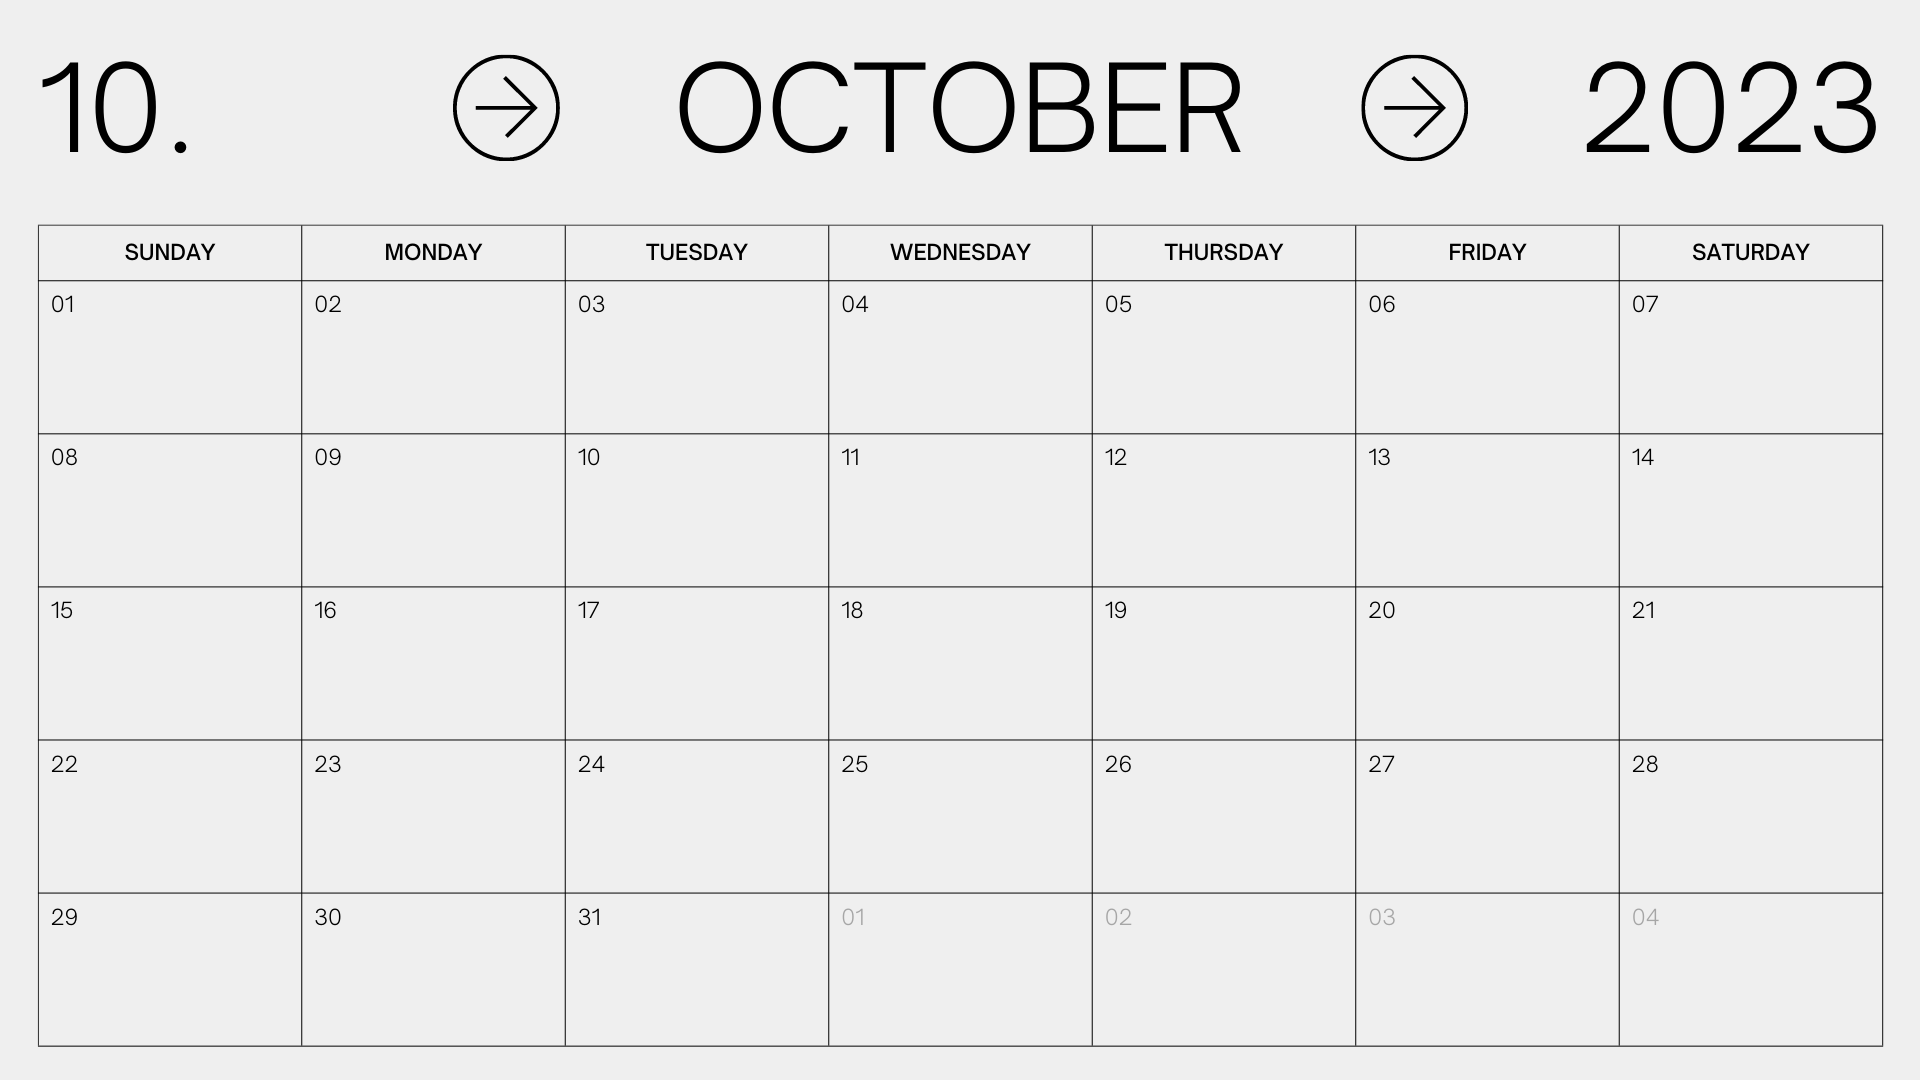 10. OCTOBER 2023
SUNDAY MONDAY TUESDAY WEDNESDAY THURSDAY FRIDAY SATURDAY
01 02 03 04 05 06 07
08 09 10 11 12 13 14
15 16 17 18 19 20 21
22 23 24 25 26 27 28
29 30 31 01 02 03 04